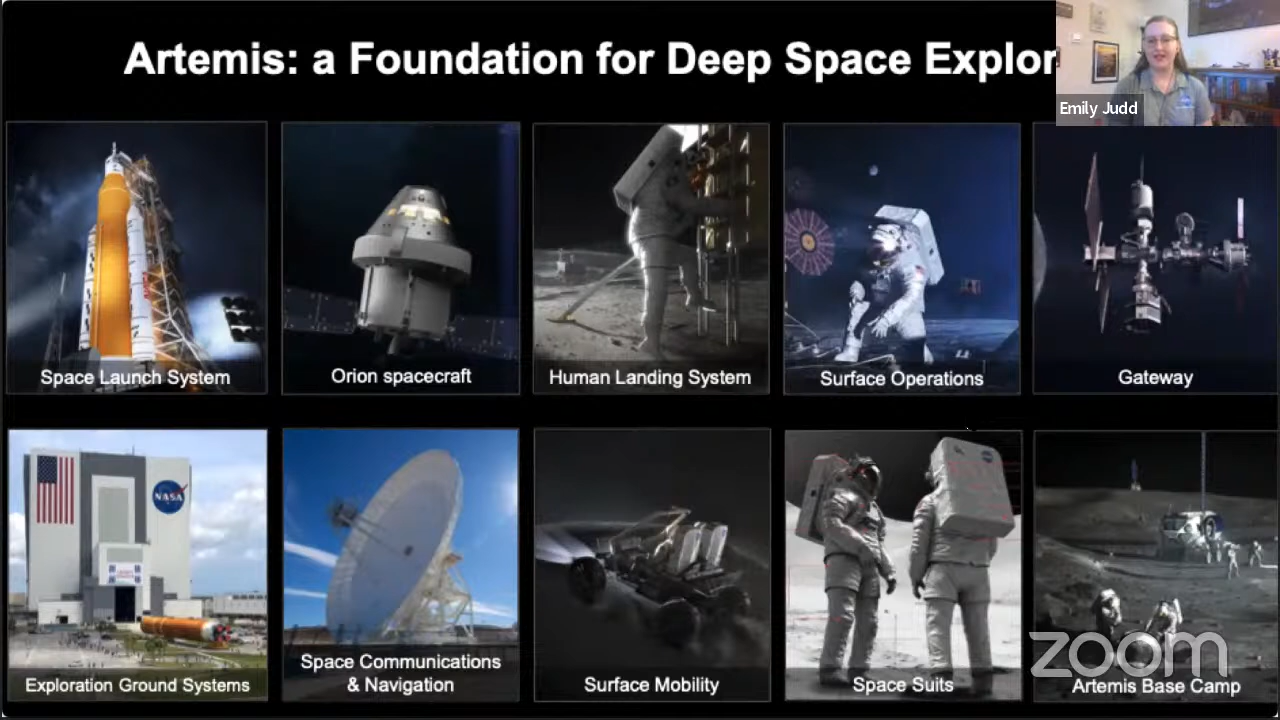 Artemis: a Foundation for Deep Space Explor
Emily Judd
Space Launch System
Orion spacecraft
Human Landing System
Surface Operations
Gateway
NASA
Exploration Ground Systems
Space Communications
& Navigation
Surface Mobility
Space Suits
Artemis Base Camp
zoom